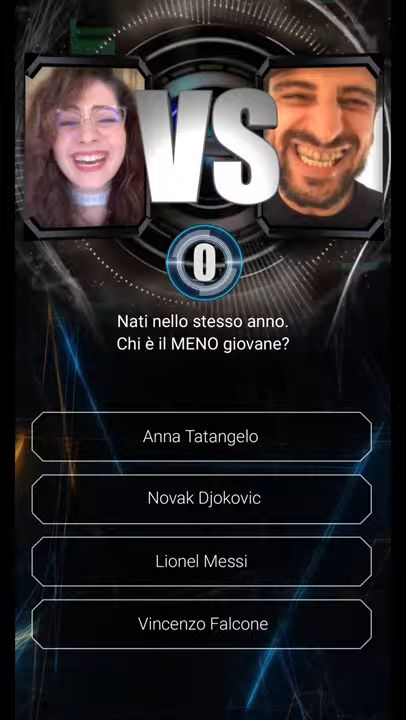 VS
0
Nati nello stesso anno.
Chi è il MENO giovane?
Anna Tatangelo
Novak Djokovic
Lionel Messi
Vincenzo Falcone